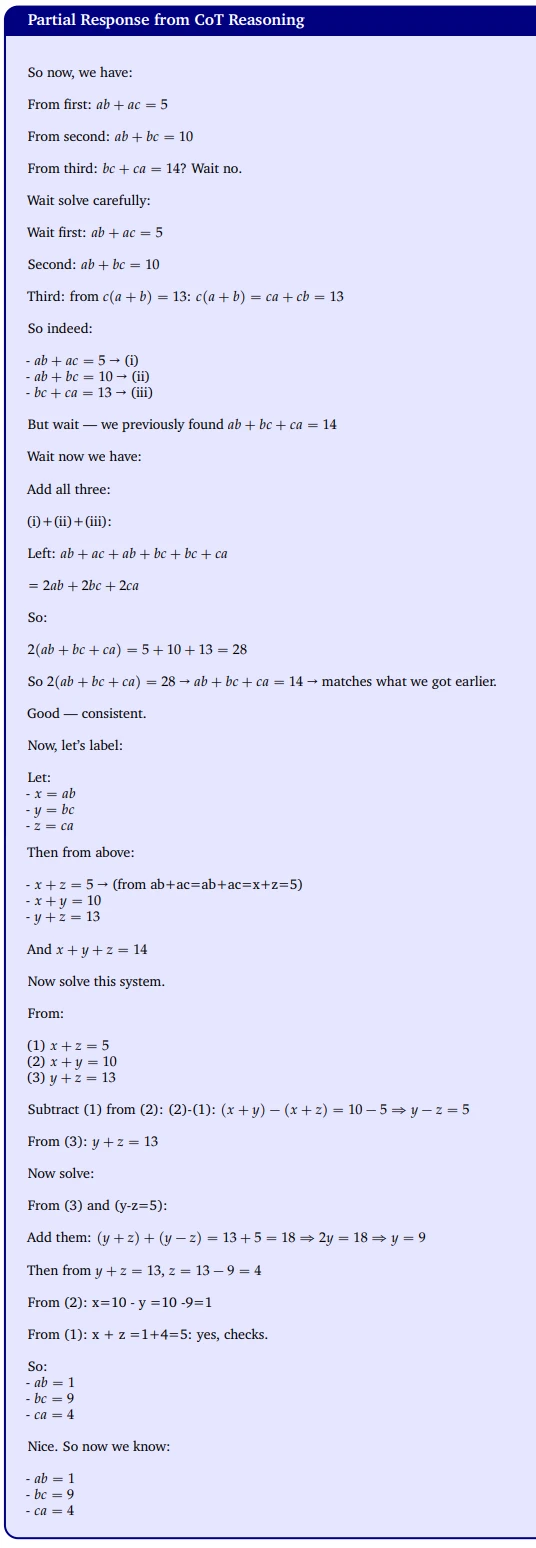 Partial Response from CoT Reasoning
So now, we have:
From first: ab + ac = 5
From second: ab + bc = 10
From third: bc + ca = 14? Wait no.
Wait solve carefully:
Wait first: ab + ac = 5
Second: ab + bc = 10
Third: from c(a + b) = 13: c(a + b) = ca + cb = 13
So indeed:
- ab + ac = 5 → (i)
- ab + bc = 10 → (ii)
- bc + ca = 13 → (iii)
But wait — we previously found ab + bc + ca = 14
Wait now we have:
Add all three:
(i)+(ii)+(iii):
Left: ab + ac + ab + bc + bc + ca
= 2ab + 2bc + 2ca
So:
2(ab + bc + ca) = 5 + 10 + 13 = 28
So 2(ab + bc + ca) = 28 → ab + bc + ca = 14 → matches what we got earlier.
Good — consistent.
Now, let's label:
Let:
- x = ab
- y = bc
- z = ca
Then from above:
- x + z = 5 → (from ab+ac=ab+ac=x+z=5)
- x + y = 10
- y + z = 13
And x + y + z = 14
Now solve this system.
From:
(1) x + z = 5
(2) x + y = 10
(3) y + z = 13
Subtract (1) from (2): (2)-(1): (x + y) − (x + z) = 10 − 5 ⇒ y − z = 5
From (3): y + z = 13
Now solve:
From (3) and (y-z=5):
Add them: (y + z) + (y − z) = 13 + 5 = 18 ⇒ 2y = 18 ⇒ y = 9
Then from y + z = 13, z = 13 − 9 = 4
From (2): x=10 - y =10 -9=1
From (1): x + z =1+4=5: yes, checks.
So:
- ab = 1
- bc = 9
- ca = 4
Nice. So now we know:
- ab = 1
- bc = 9
- ca = 4